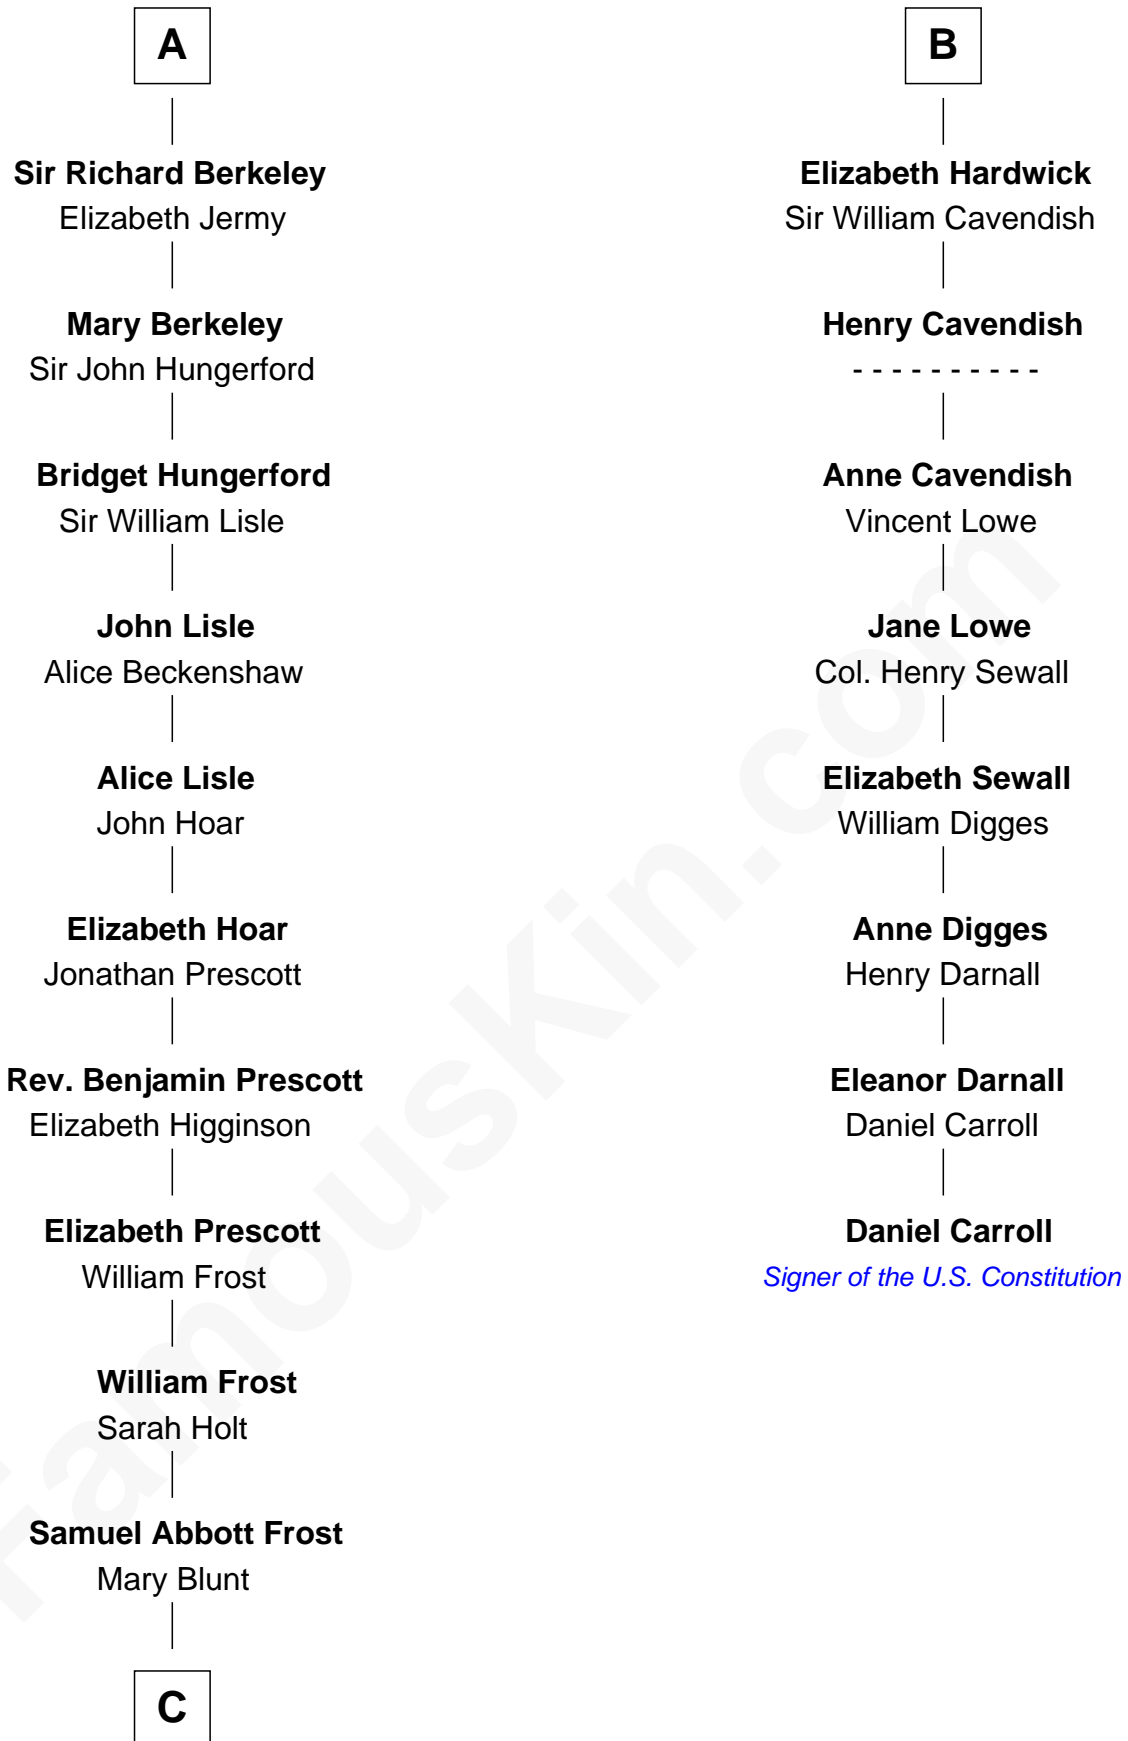 A
Sir Richard Berkeley
Elizabeth Jermy
Mary Berkeley
Sir John Hungerford
Bridget Hungerford
Sir William Lisle
John Lisle
Alice Beckenshaw
Alice Lisle
John Hoar
Elizabeth Hoar
Jonathan Prescott
Rev. Benjamin Prescott
Elizabeth Higginson
Elizabeth Prescott
William Frost
William Frost
Sarah Holt
Samuel Abbott Frost
Mary Blunt
C
B
Elizabeth Hardwick
Sir William Cavendish
Henry Cavendish
- - - - - - - - - -
Anne Cavendish
Vincent Lowe
Jane Lowe
Col. Henry Sewall
Elizabeth Sewall
William Digges
Anne Digges
Henry Darnall
Eleanor Darnall
Daniel Carroll
Daniel Carroll
Signer of the U.S. Constitution
FamousKin.com